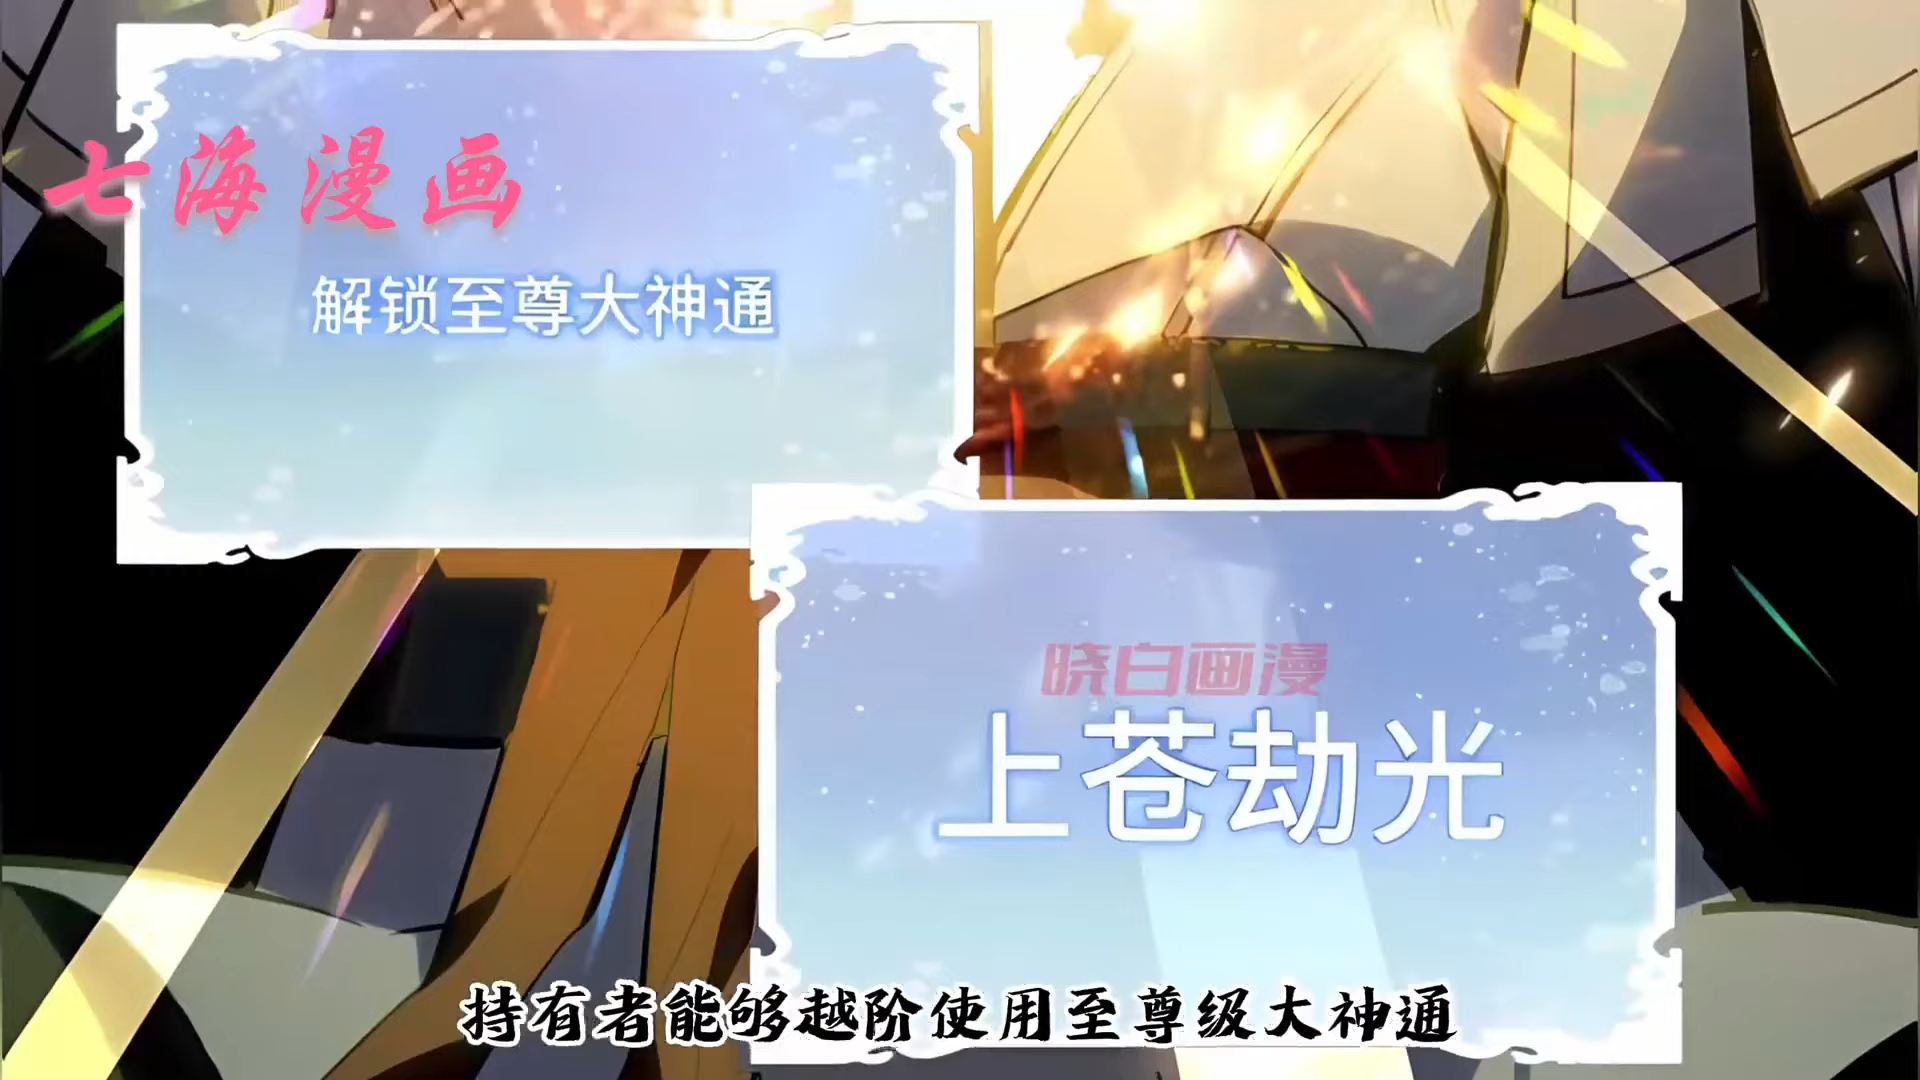 七海漫画
解锁至尊大神通
晓白画漫
上苍劫光
持有者能够越阶使用至尊级大神通